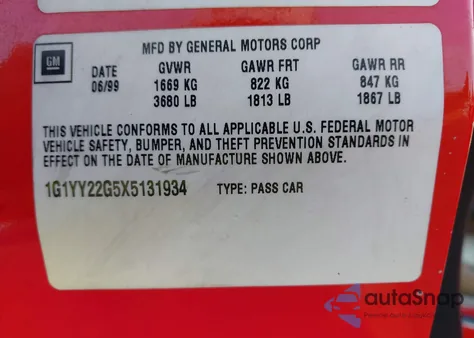 MFD BY GENERAL MOTORS CORP
GM
DATE GVWR GAWR FRT GAWR RR
06/99 1669 KG 822 KG 847 KG
3680 LB 1813 LB 1867 LB
THIS VEHICLE CONFORMS TO ALL APPLICABLE U.S. FEDERAL MOTOR
VEHICLE SAFETY, BUMPER, AND THEFT PREVENTION STANDARDS IN
EFFECT ON THE DATE OF MANUFACTURE SHOWN ABOVE.
1G1YY22G5X5131934 TYPE: PASS CAR
autoSnap